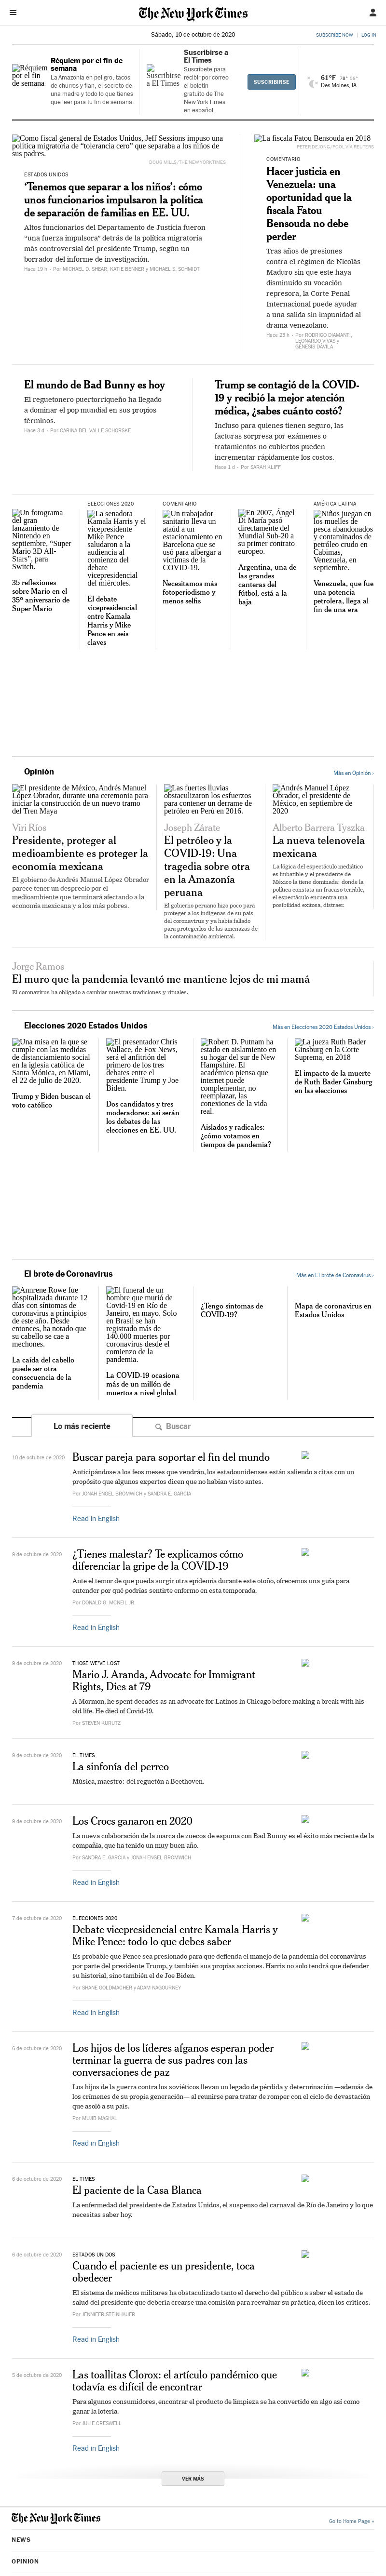 The New York Times
Sábado, 10 de octubre de 2020
SUBSCRIBE NOW
LOG IN
Réquiem por el fin de semana
Réquiem por el fin de semana
La Amazonía en peligro, tacos de churros y flan, el secreto de una madre y todo lo que tienes que leer para tu fin de semana.
Suscribirse a El Times
Suscribirse a El Times
Suscríbete para recibir por correo el boletín gratuito de The New York Times en español.
SUSCRIBIRSE
61°F 78° 59°
Des Moines, IA
Como fiscal general de Estados Unidos, Jeff Sessions impuso una política migratoria de “tolerancia cero” que separaba a los niños de sus padres.
DOUG MILLS/THE NEW YORK TIMES
ESTADOS UNIDOS
‘Tenemos que separar a los niños’: cómo unos funcionarios impulsaron la política de separación de familias en EE. UU.
Altos funcionarios del Departamento de Justicia fueron “una fuerza impulsora” detrás de la política migratoria más controversial del presidente Trump, según un borrador del informe de una investigación.
Hace 19 h - Por MICHAEL D. SHEAR, KATIE BENNER y MICHAEL S. SCHMIDT
La fiscala Fatou Bensouda en 2018
PETER DEJONG/POOL VIA REUTERS
COMENTARIO
Hacer justicia en Venezuela: una oportunidad que la fiscala Fatou Bensouda no debe perder
Tras años de presiones contra el régimen de Nicolás Maduro sin que este haya disminuido su vocación represora, la Corte Penal Internacional puede ayudar a una salida sin impunidad al drama venezolano.
Hace 23 h - Por RODRIGO DIAMANTI, LEONARDO VIVAS y GÉNESIS DÁVILA
El mundo de Bad Bunny es hoy
El reguetonero puertorriqueño ha llegado a dominar el pop mundial en sus propios términos.
Hace 3 d - Por CARINA DEL VALLE SCHORSKE
Trump se contagió de la COVID-19 y recibió la mejor atención médica, ¿sabes cuánto costó?
Incluso para quienes tienen seguro, las facturas sorpresa por exámenes o tratamientos no cubiertos pueden incrementar rápidamente los costos.
Hace 1 d - Por SARAH KLIFF
Un fotograma del gran lanzamiento de Nintendo en septiembre, “Super Mario 3D All-Stars”, para Switch.
35 reflexiones sobre Mario en el 35º aniversario de Super Mario
ELECCIONES 2020
La senadora Kamala Harris y el vicepresidente Mike Pence saludaron a la audiencia al comienzo del debate vicepresidencial del miércoles.
El debate vicepresidencial entre Kamala Harris y Mike Pence en seis claves
COMENTARIO
Un trabajador sanitario lleva un ataúd a un estacionamiento en Barcelona que se usó para albergar a víctimas de la COVID-19.
Necesitamos más fotoperiodismo y menos selfis
En 2007, Ángel Di María pasó directamente del Mundial Sub-20 a su primer contrato europeo.
Argentina, una de las grandes canteras del fútbol, está a la baja
AMÉRICA LATINA
Niños juegan en los muelles de pesca abandonados y contaminados de petróleo crudo en Cabimas, Venezuela, en septiembre.
Venezuela, que fue una potencia petrolera, llega al fin de una era
Opinión
Más en Opinión ›
El presidente de México, Andrés Manuel López Obrador, durante una ceremonia para iniciar la construcción de un nuevo tramo del Tren Maya
Viri Ríos
Presidente, proteger al medioambiente es proteger la economía mexicana
El gobierno de Andrés Manuel López Obrador parece tener un desprecio por el medioambiente que terminará afectando a la economía mexicana y a los más pobres.
Las fuertes lluvias obstaculizaron los esfuerzos para contener un derrame de petróleo en Perú en 2016.
Joseph Zárate
El petróleo y la COVID-19: Una tragedia sobre otra en la Amazonía peruana
El gobierno peruano hizo poco para proteger a los indígenas de su país del coronavirus y ya había fallado para protegerlos de las amenazas de la contaminación ambiental.
Andrés Manuel López Obrador, el presidente de México, en septiembre de 2020
Alberto Barrera Tyszka
La nueva telenovela mexicana
La lógica del espectáculo mediático es imbatible y el presidente de México la tiene dominada: donde la política consista un frenesí terrible, el espectáculo encuentra una posibilidad exitosa, distraer.
Jorge Ramos
El muro que la pandemia levantó me mantiene lejos de mi mamá
El coronavirus ha obligado a cambiar nuestras tradiciones y rituales.
Elecciones 2020 Estados Unidos
Más en Elecciones 2020 Estados Unidos ›
Una misa en la que se cumple con las medidas de distanciamiento social en la iglesia católica de Santa Mónica, en Miami, el 22 de julio de 2020.
Trump y Biden buscan el voto católico
El presentador Chris Wallace, de Fox News, será el anfitrión del primero de los tres debates entre el presidente Trump y Joe Biden.
Dos candidatos y tres moderadores: así serán los debates de las elecciones en EE. UU.
Robert D. Putnam ha estado en aislamiento en su hogar del sur de New Hampshire. El académico piensa que internet puede complementar, no reemplazar, las conexiones de la vida real.
Aislados y radicales: ¿cómo votamos en tiempos de pandemia?
La jueza Ruth Bader Ginsburg en la Corte Suprema, en 2018
El impacto de la muerte de Ruth Bader Ginsburg en las elecciones
El brote de Coronavirus
Más en El brote de Coronavirus ›
Annrene Rowe fue hospitalizada durante 12 días con síntomas de coronavirus a principios de este año. Desde entonces, ha notado que su cabello se cae a mechones.
La caída del cabello puede ser otra consecuencia de la pandemia
El funeral de un hombre que murió de Covid-19 en Río de Janeiro, en mayo. Solo en Brasil se han registrado más de 140.000 muertes por coronavirus desde el comienzo de la pandemia.
La COVID-19 ocasiona más de un millón de muertos a nivel global
¿Tengo síntomas de COVID-19?
Mapa de coronavirus en Estados Unidos
Lo más reciente
Buscar
10 de octubre de 2020
Buscar pareja para soportar el fin del mundo
Anticipándose a los feos meses que vendrán, los estadounidenses están saliendo a citas con un propósito que algunos expertos dicen que no habían visto antes.
Por JONAH ENGEL BROMWICH y SANDRA E. GARCIA
Read in English
9 de octubre de 2020
¿Tienes malestar? Te explicamos cómo diferenciar la gripe de la COVID-19
Ante el temor de que pueda surgir otra epidemia durante este otoño, ofrecemos una guía para entender por qué podrías sentirte enfermo en esta temporada.
Por DONALD G. MCNEIL JR.
Read in English
9 de octubre de 2020
THOSE WE'VE LOST
Mario J. Aranda, Advocate for Immigrant Rights, Dies at 79
A Mormon, he spent decades as an advocate for Latinos in Chicago before making a break with his old life. He died of Covid-19.
Por STEVEN KURUTZ
9 de octubre de 2020
EL TIMES
La sinfonía del perreo
Música, maestro: del reguetón a Beethoven.
9 de octubre de 2020
Los Crocs ganaron en 2020
La nueva colaboración de la marca de zuecos de espuma con Bad Bunny es el éxito más reciente de la compañía, que ha tenido un muy buen año.
Por SANDRA E. GARCIA y JONAH ENGEL BROMWICH
Read in English
7 de octubre de 2020
ELECCIONES 2020
Debate vicepresidencial entre Kamala Harris y Mike Pence: todo lo que debes saber
Es probable que Pence sea presionado para que defienda el manejo de la pandemia del coronavirus por parte del presidente Trump, y también sus propias acciones. Harris no solo tendrá que defender su historial, sino también el de Joe Biden.
Por SHANE GOLDMACHER y ADAM NAGOURNEY
Read in English
6 de octubre de 2020
Los hijos de los líderes afganos esperan poder terminar la guerra de sus padres con las conversaciones de paz
Los hijos de la guerra contra los soviéticos llevan un legado de pérdida y determinación —además de los crímenes de su propia generación— al reunirse para tratar de romper con el ciclo de devastación que asoló a su país.
Por MUJIB MASHAL
Read in English
6 de octubre de 2020
EL TIMES
El paciente de la Casa Blanca
La enfermedad del presidente de Estados Unidos, el suspenso del carnaval de Río de Janeiro y lo que necesitas saber hoy.
6 de octubre de 2020
ESTADOS UNIDOS
Cuando el paciente es un presidente, toca obedecer
El sistema de médicos militares ha obstaculizado tanto el derecho del público a saber el estado de salud del presidente que debería crearse una comisión para reevaluar su práctica, dicen los críticos.
Por JENNIFER STEINHAUER
Read in English
5 de octubre de 2020
Las toallitas Clorox: el artículo pandémico que todavía es difícil de encontrar
Para algunos consumidores, encontrar el producto de limpieza se ha convertido en algo así como ganar la lotería.
Por JULIE CRESWELL
Read in English
VER MÁS
The New York Times
Go to Home Page »
NEWS
OPINION